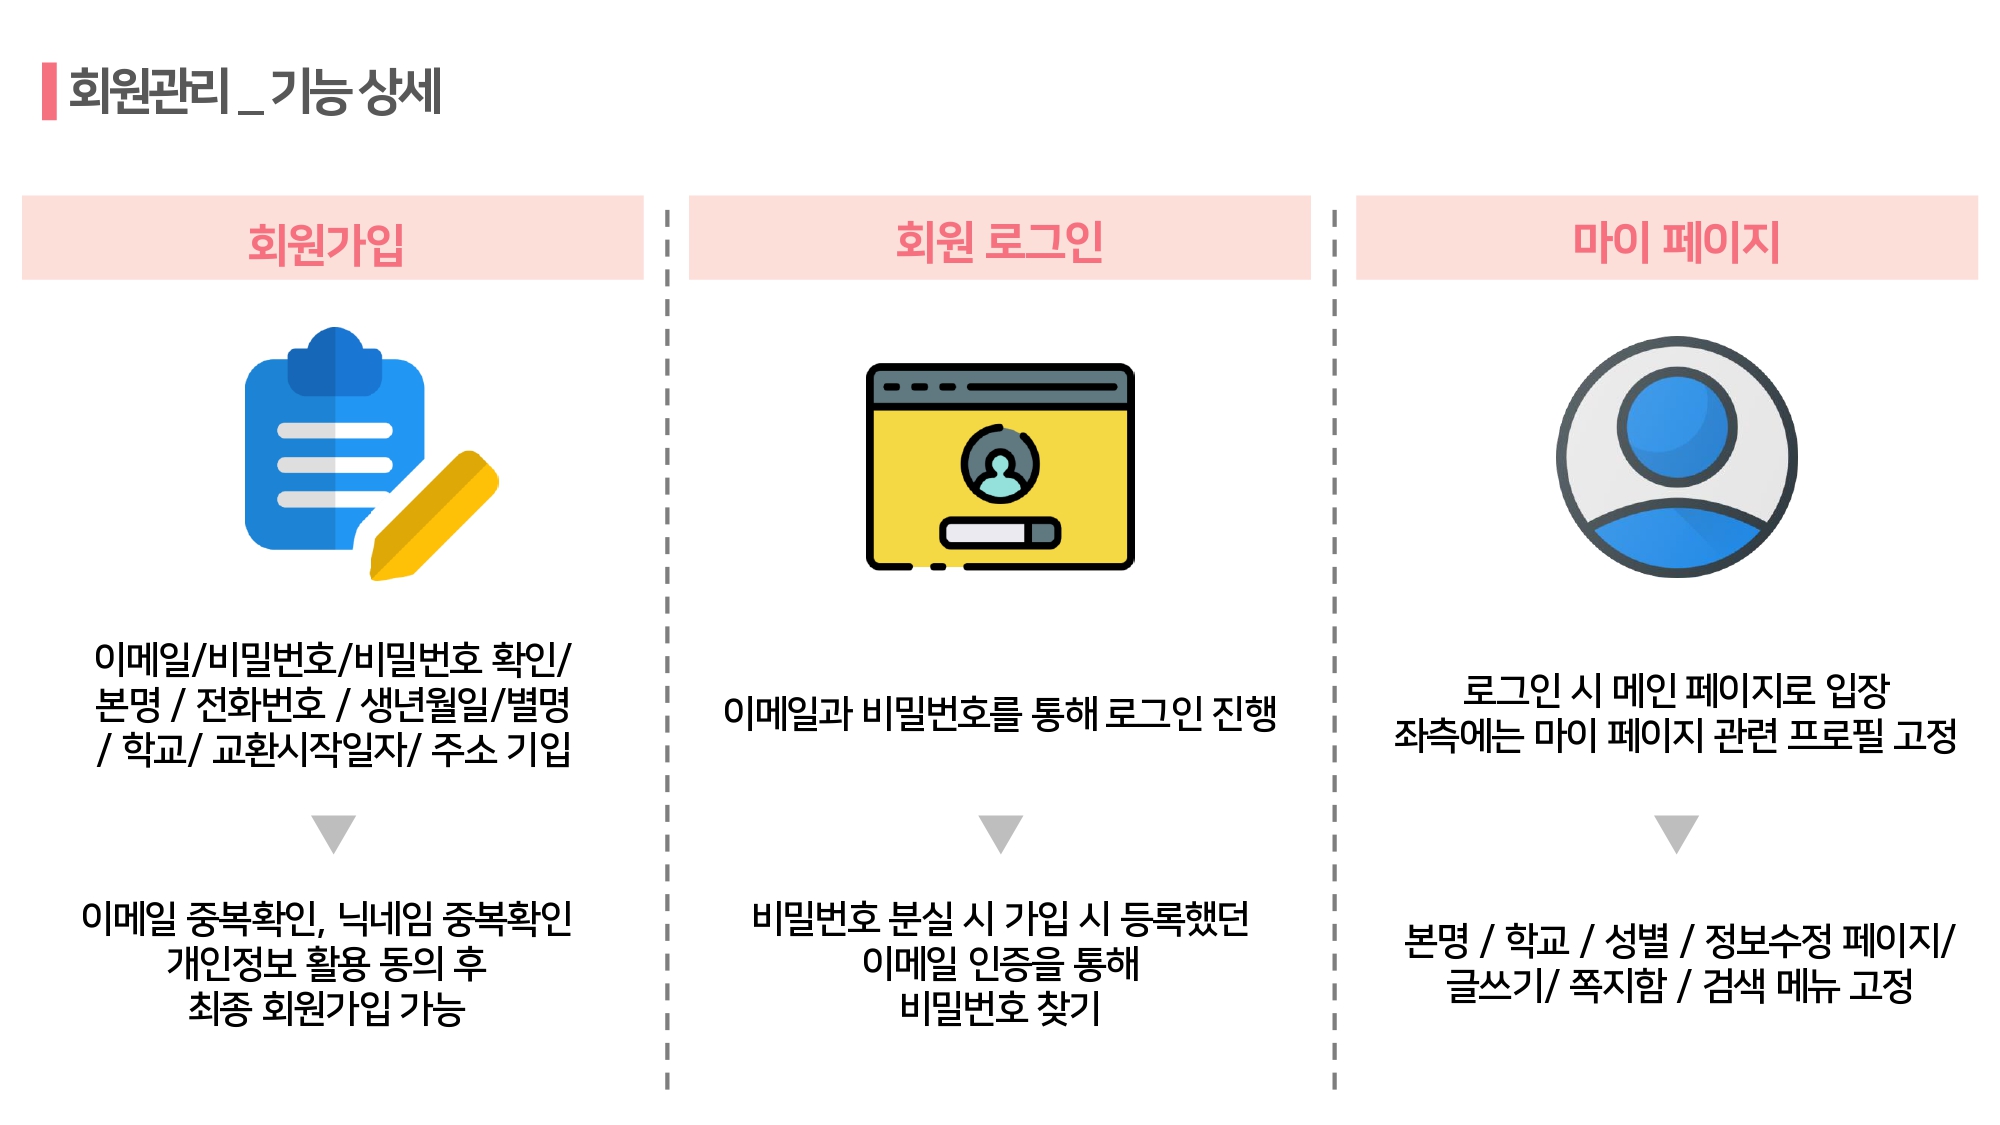 회원관리 _ 기능 상세
회원가입
이메일/비밀번호/비밀번호 확인/
본명 / 전화번호 / 생년월일/별명
/ 학교/ 교환시작일자/ 주소 기입
이메일 중복확인, 닉네임 중복확인
개인정보 활용 동의 후
최종 회원가입 가능
회원 로그인
이메일과 비밀번호를 통해 로그인 진행
비밀번호 분실 시 가입 시 등록했던
이메일 인증을 통해
비밀번호 찾기
마이 페이지
로그인 시 메인 페이지로 입장
좌측에는 마이 페이지 관련 프로필 고정
본명 / 학교 / 성별 / 정보수정 페이지/
글쓰기/ 쪽지함 / 검색 메뉴 고정